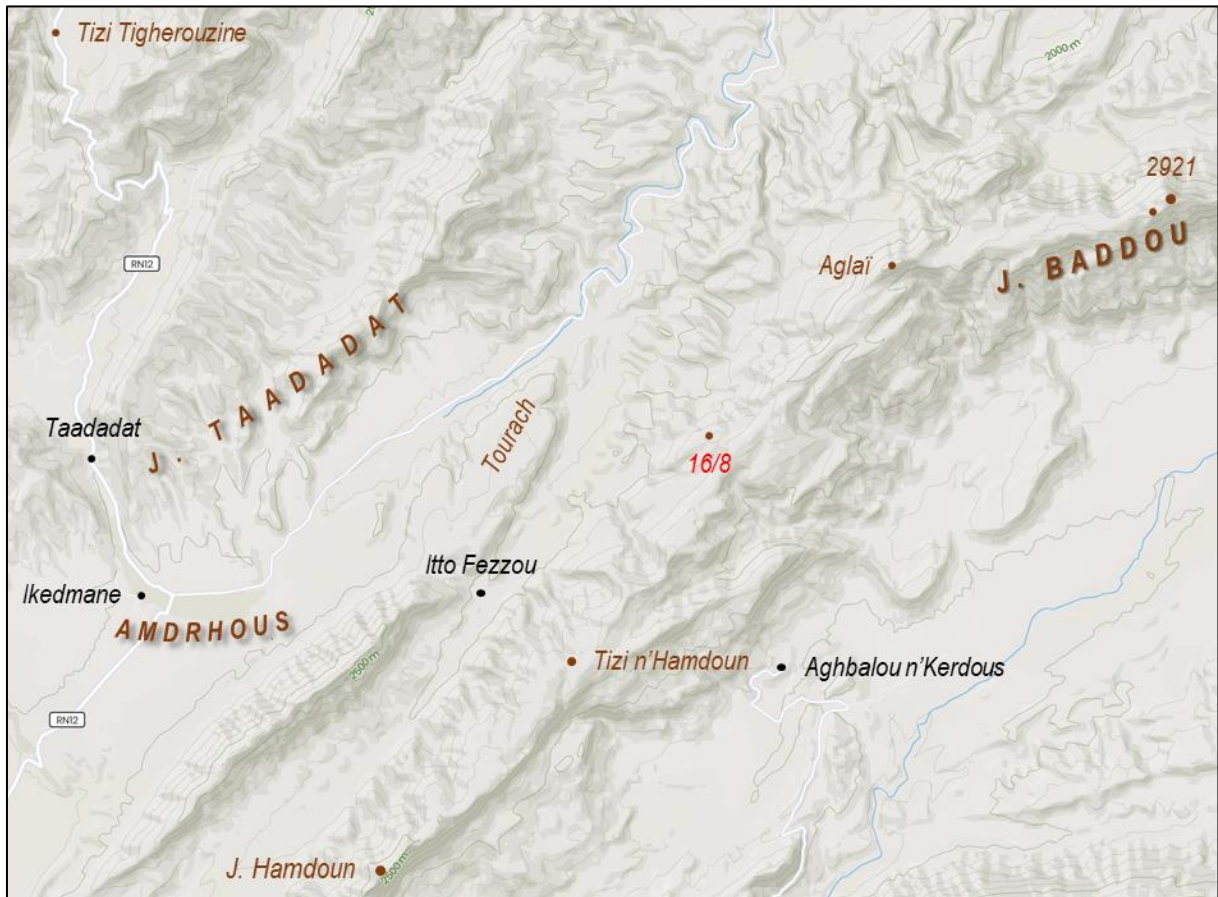 Tizi Tigherouzine
2000 m
2921
RN12
Aglaï
J. BADDOU
J. TAADADAT
Taadadat
Tourach
16/8
Itto Fezzou
Ikedmane
AMDRHOUS
2500 m
Tizi n’Hamdoun
Aghbalou n’Kerdous
RN12
J. Hamdoun
2500 m